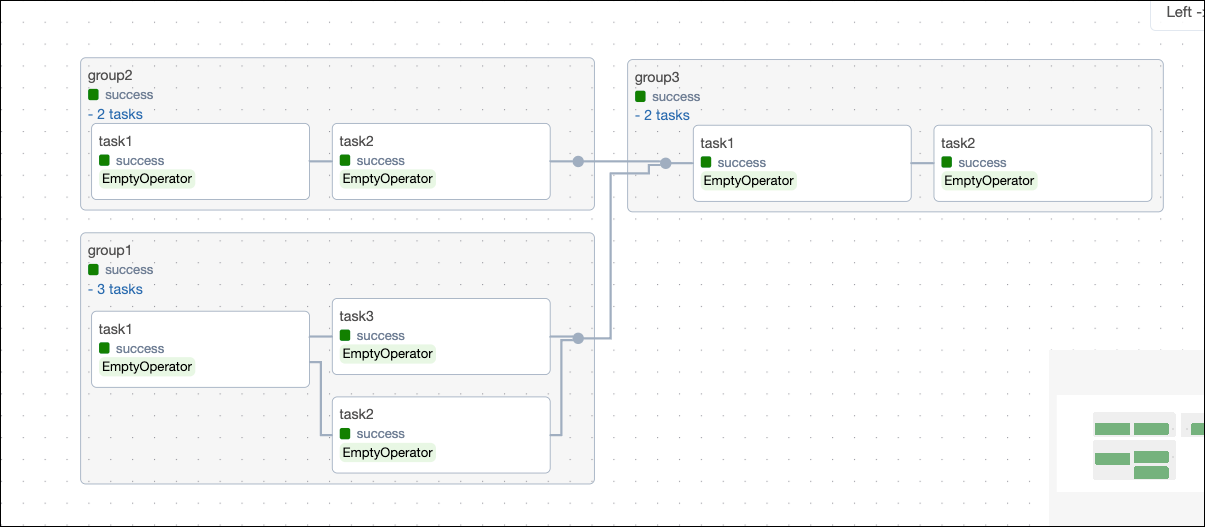 Left -
group2
success
- 2 tasks
task1
success
EmptyOperator
task2
success
EmptyOperator
group3
success
- 2 tasks
task1
success
EmptyOperator
task2
success
EmptyOperator
group1
success
- 3 tasks
task1
success
EmptyOperator
task3
success
EmptyOperator
task2
success
EmptyOperator